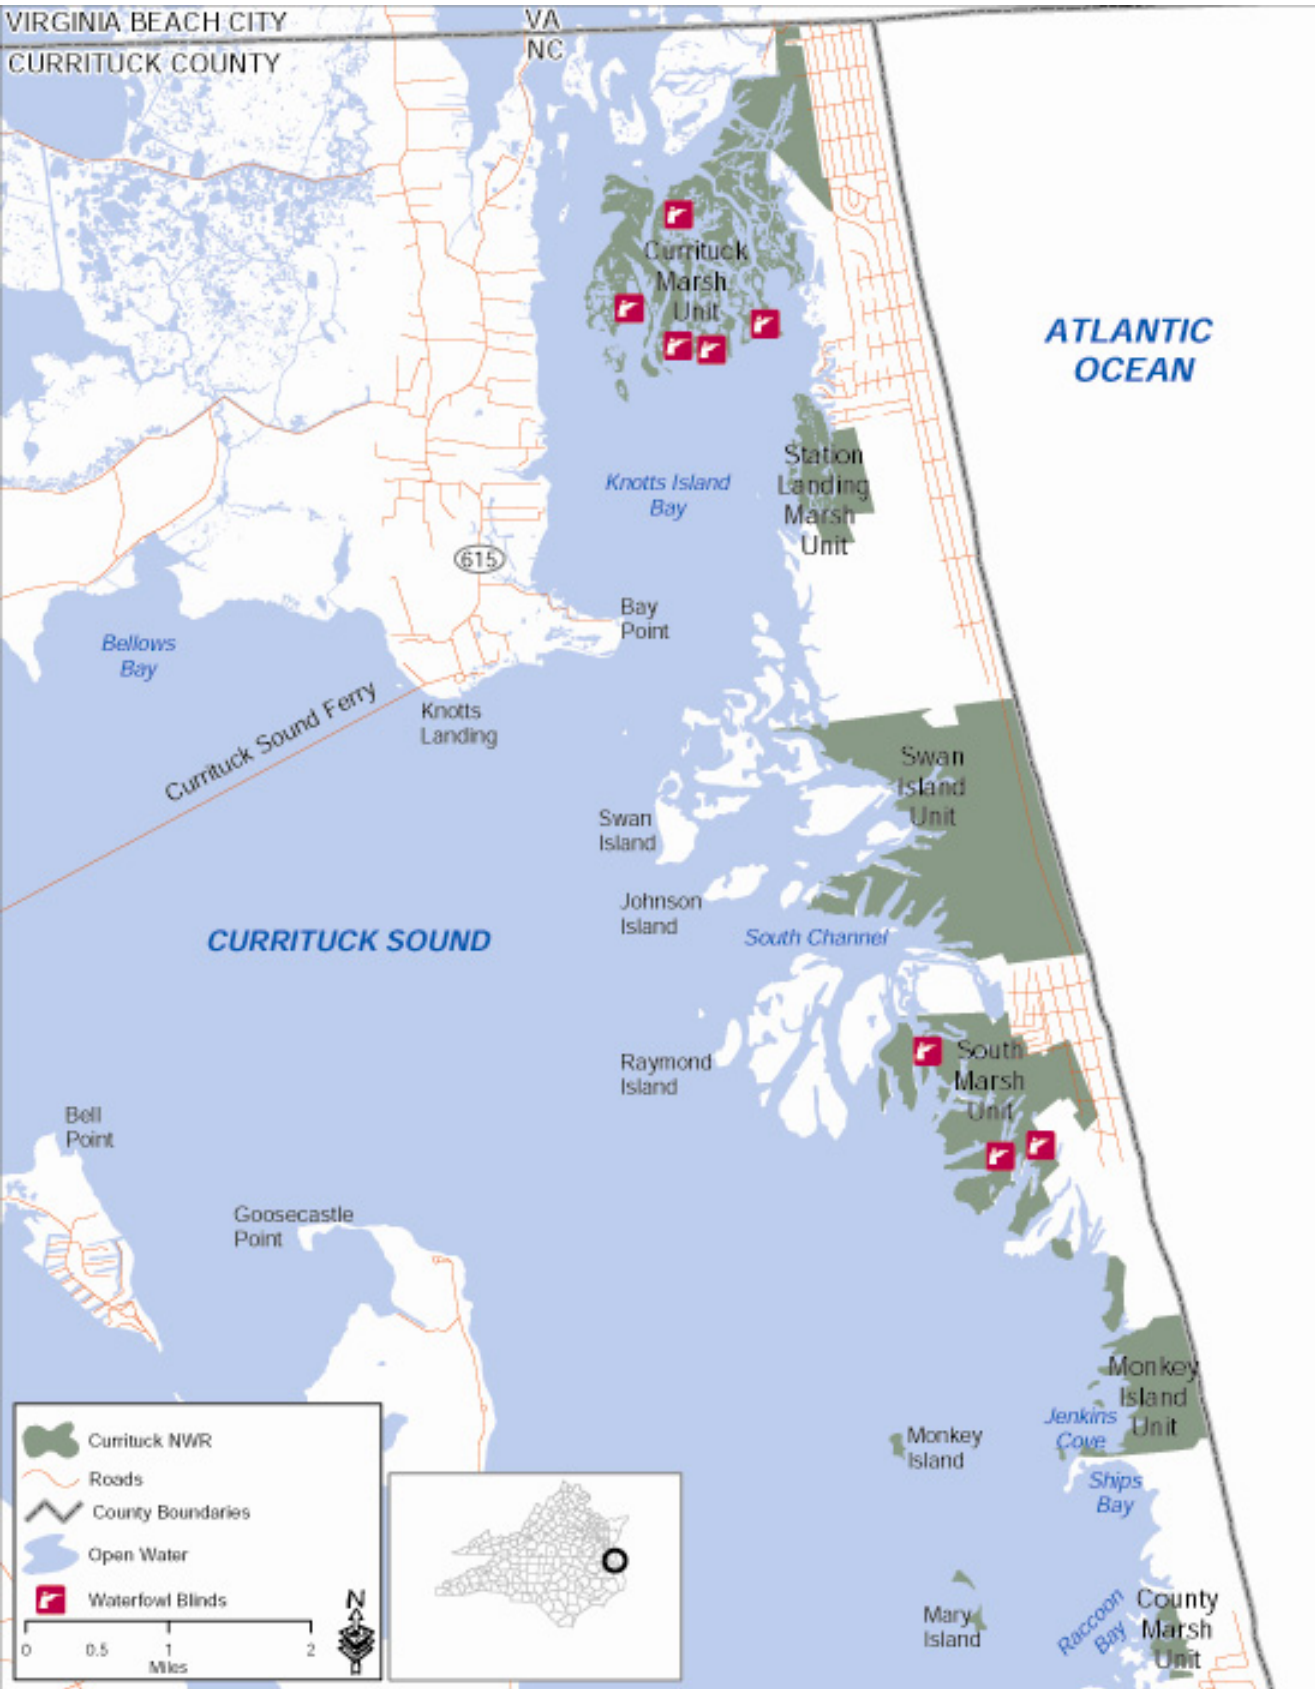 VIRGINIA BEACH CITY
VA
CURRITUCK COUNTY
NC
Currituck
Marsh
Unit
ATLANTIC
OCEAN
Station
Landing
Marsh
Unit
Knotts Island
Bay
615
Bay
Point
Bellows
Bay
Currituck Sound Ferry
Knotts
Landing
Swan
Island
Unit
Swan
Island
Johnson
Island
South Channel
CURRITUCK SOUND
Raymond
Island
South
Marsh
Unit
Bell
Point
Goosecastle
Point
Monkey
Island
Unit
Jenkins
Cove
Monkey
Island
Ships
Bay
Mary
Island
Raccoon
Bay
County
Marsh
Unit
Currituck NWR
Roads
County Boundaries
Open Water
Waterfowl Blinds
N
0 0.5 1 2
Miles